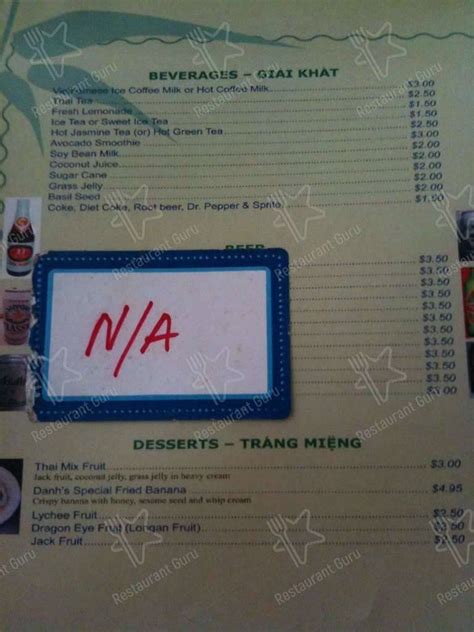 BEVERAGES – GIẢI KHÁT
Vietnamese Ice Coffee Milk or Hot Coffee Milk $3.00
Thai Tea $2.50
Fresh Lemonade
Ice Tea or Sweet Ice Tea $1.50
Hot Jasmine Tea (or) Hot Green Tea
Avocado Smoothie $3.00
Soy Bean Milk $2.00
Coconut Juice $2.00
Sugar Cane $2.00
Grass Jelly $2.00
Basil Seed $2.00
Coke, Diet Coke, Root beer, Dr. Pepper & Sprite $1.50
BEER
$3.50
$3.50
$3.50
$3.50
$3.50
$3.50
$3.50
$3.50
$3.50
$3.50
$3.50
$3.50
N/A
DESSERTS – TRÁNG MIỆNG
Thai Mix Fruit $3.00
Jack fruit, coconut jelly, grass jelly in heavy cream
Danh's Special Fried Banana $4.95
Crispy banana with honey, sesame seed and whip cream
Lychee Fruit $2.50
Dragon Eye Fruit (Longan Fruit) $2.50
Jack Fruit $2.50
Restaurant Guru